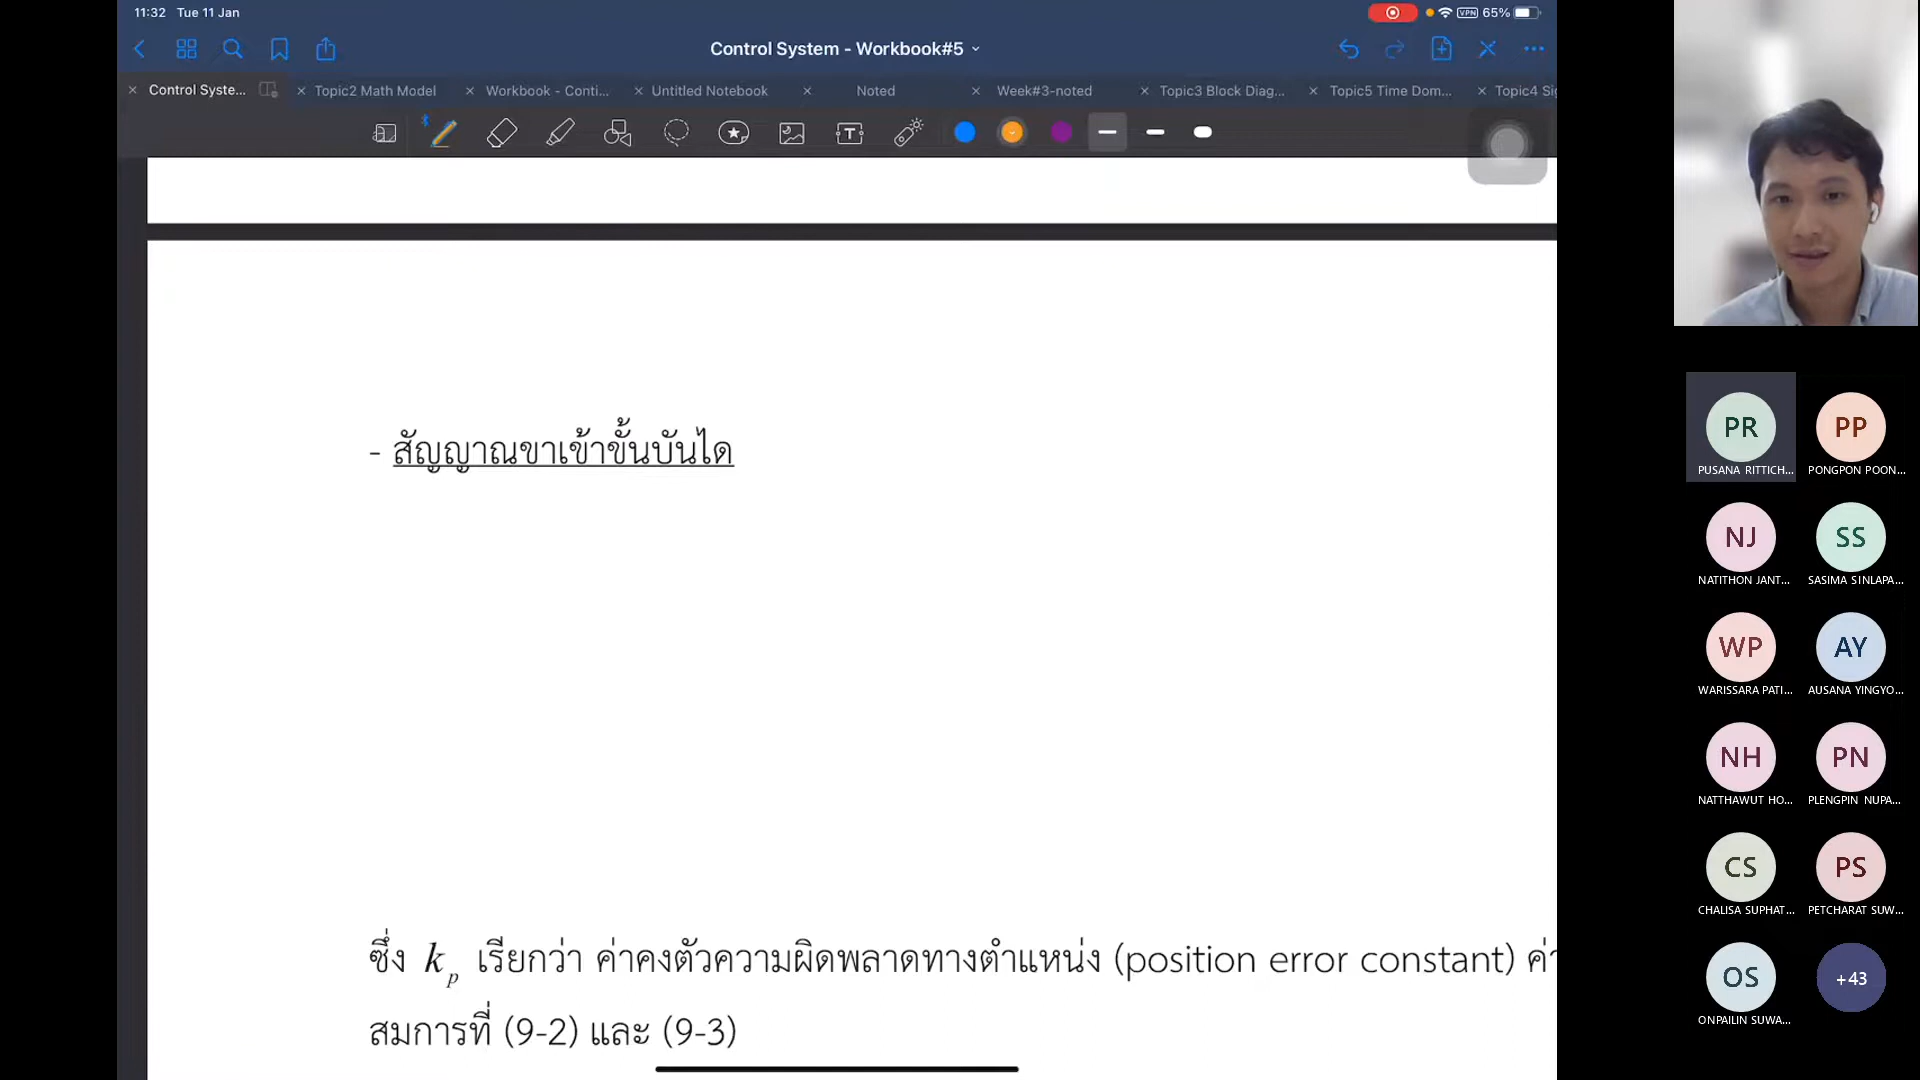 11:32 Tue 11 Jan
VPN 65%
Control System - Workbook#5
Control Syste...
Topic2 Math Model
Workbook - Conti...
Untitled Notebook
Noted
Week#3-noted
Topic3 Block Diag...
Topic5 Time Dom...
Topic4 Sig
- สัญญาณขาเข้าขั้นบันได
ซึ่ง kp เรียกว่า ค่าคงตัวความผิดพลาดทางตำแหน่ง (position error constant) ค่า
สมการที่ (9-2) และ (9-3)
PR
PUSANA RITTICH...
PP
PONGPON POON...
NJ
NATITHON JANT...
SS
SASIMA SINLAPA...
WP
WARISSARA PATI...
AY
AUSANA YINGYO...
NH
NATTHAWUT HO...
PN
PLENGPIN NUPA...
CS
CHALISA SUPHAT...
PS
PETCHARAT SUW...
OS
ONPAILIN SUWA...
+43